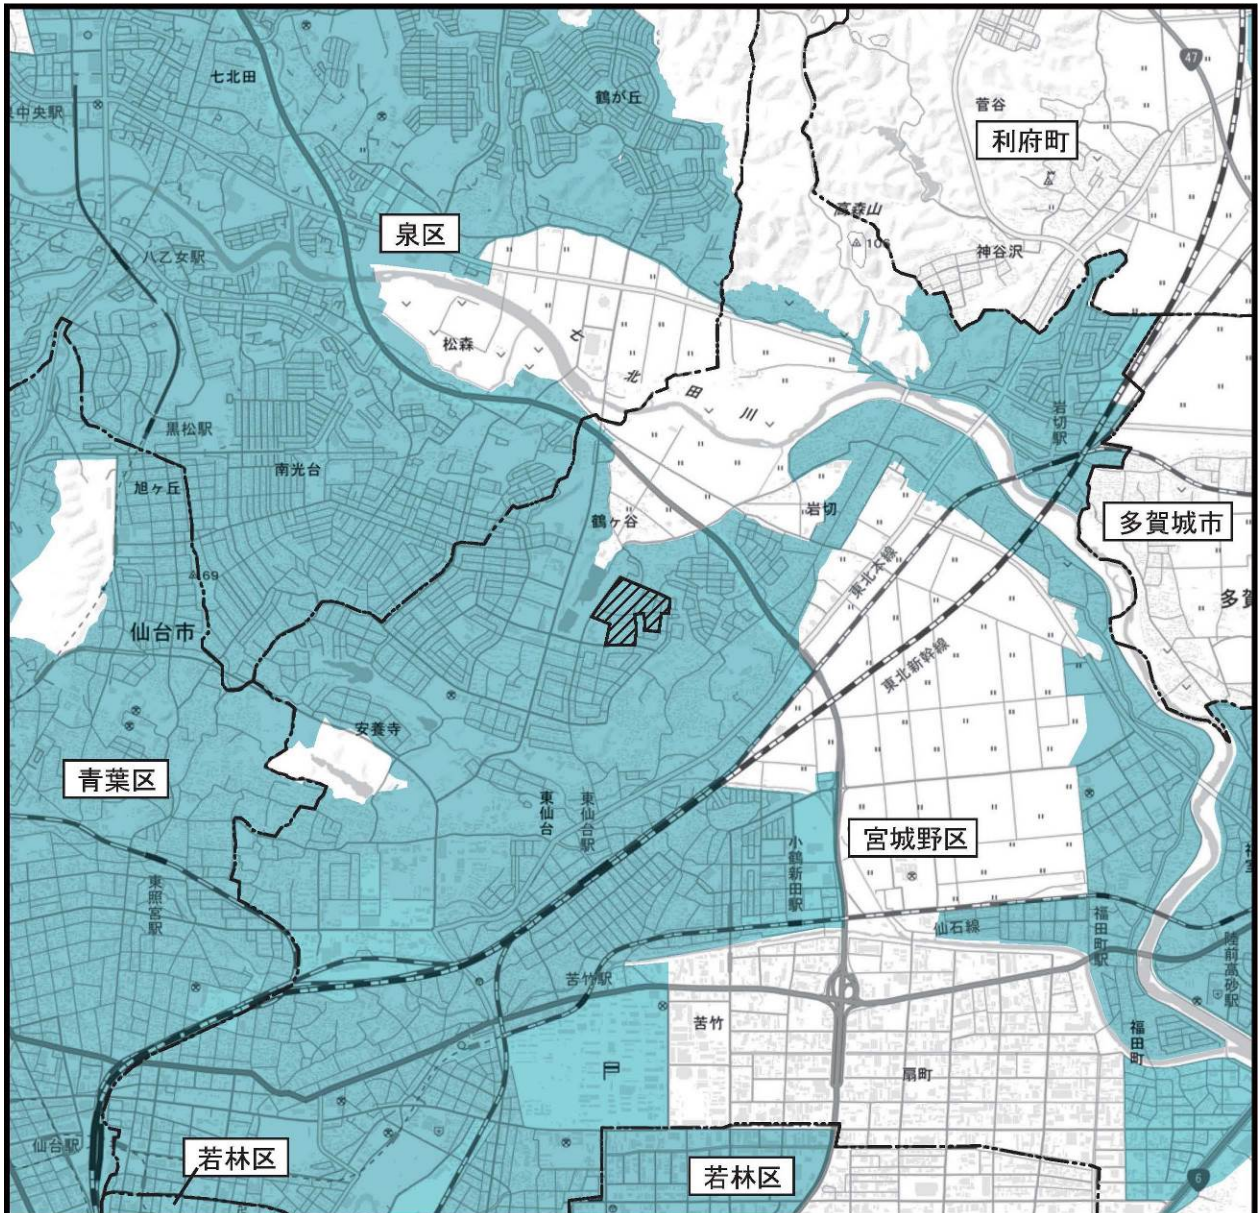 47
七北田
鶴が丘
菅谷
中央駅
利府町
泉区
高森山
106
神谷沢
八乙女駅
松森
七北田川
岩切駅
黒松駅
南光台
旭ヶ丘
鶴ヶ谷
岩切
多賀城市
東北本線
169
多賀
仙台市
東北新幹線
安養寺
青葉区
東仙台
東仙台駅
小鶴新田駅
宮城野区
東照宮駅
福田町駅
仙石線
陸前高砂駅
苦竹駅
苦竹
福田町
扇町
仙台駅
若林区
若林区
6